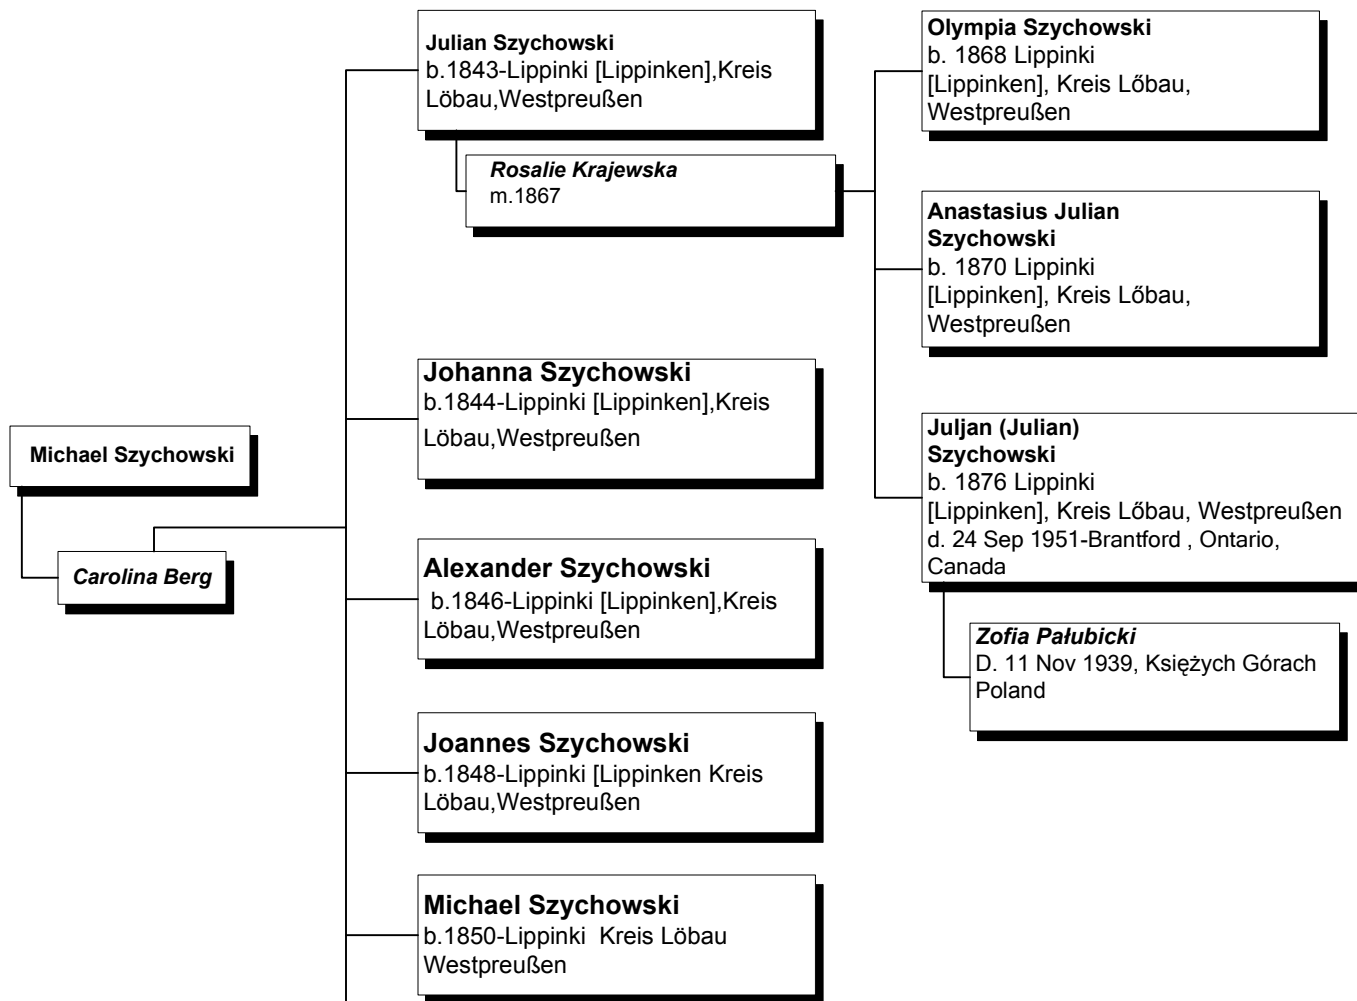 Michael Szychowski
Carolina Berg
Julian Szychowski
b.1843-Lippinki [Lippinken],Kreis
Löbau,Westpreußen
Rosalie Krajewska
m.1867
Johanna Szychowski
b.1844-Lippinki [Lippinken],Kreis
Löbau,Westpreußen
Alexander Szychowski
b.1846-Lippinki [Lippinken],Kreis
Löbau,Westpreußen
Joannes Szychowski
b.1848-Lippinki [Lippinken Kreis
Löbau,Westpreußen
Michael Szychowski
b.1850-Lippinki  Kreis Löbau
Westpreußen
Olympia Szychowski
b. 1868 Lippinki
[Lippinken], Kreis Lőbau,
Westpreußen
Anastasius Julian
Szychowski
b. 1870 Lippinki
[Lippinken], Kreis Lőbau,
Westpreußen
Juljan (Julian)
Szychowski
b. 1876 Lippinki
[Lippinken], Kreis Lőbau, Westpreußen
d. 24 Sep 1951-Brantford , Ontario,
Canada
Zofia Pałubicki
D. 11 Nov 1939, Księżych Górach
Poland